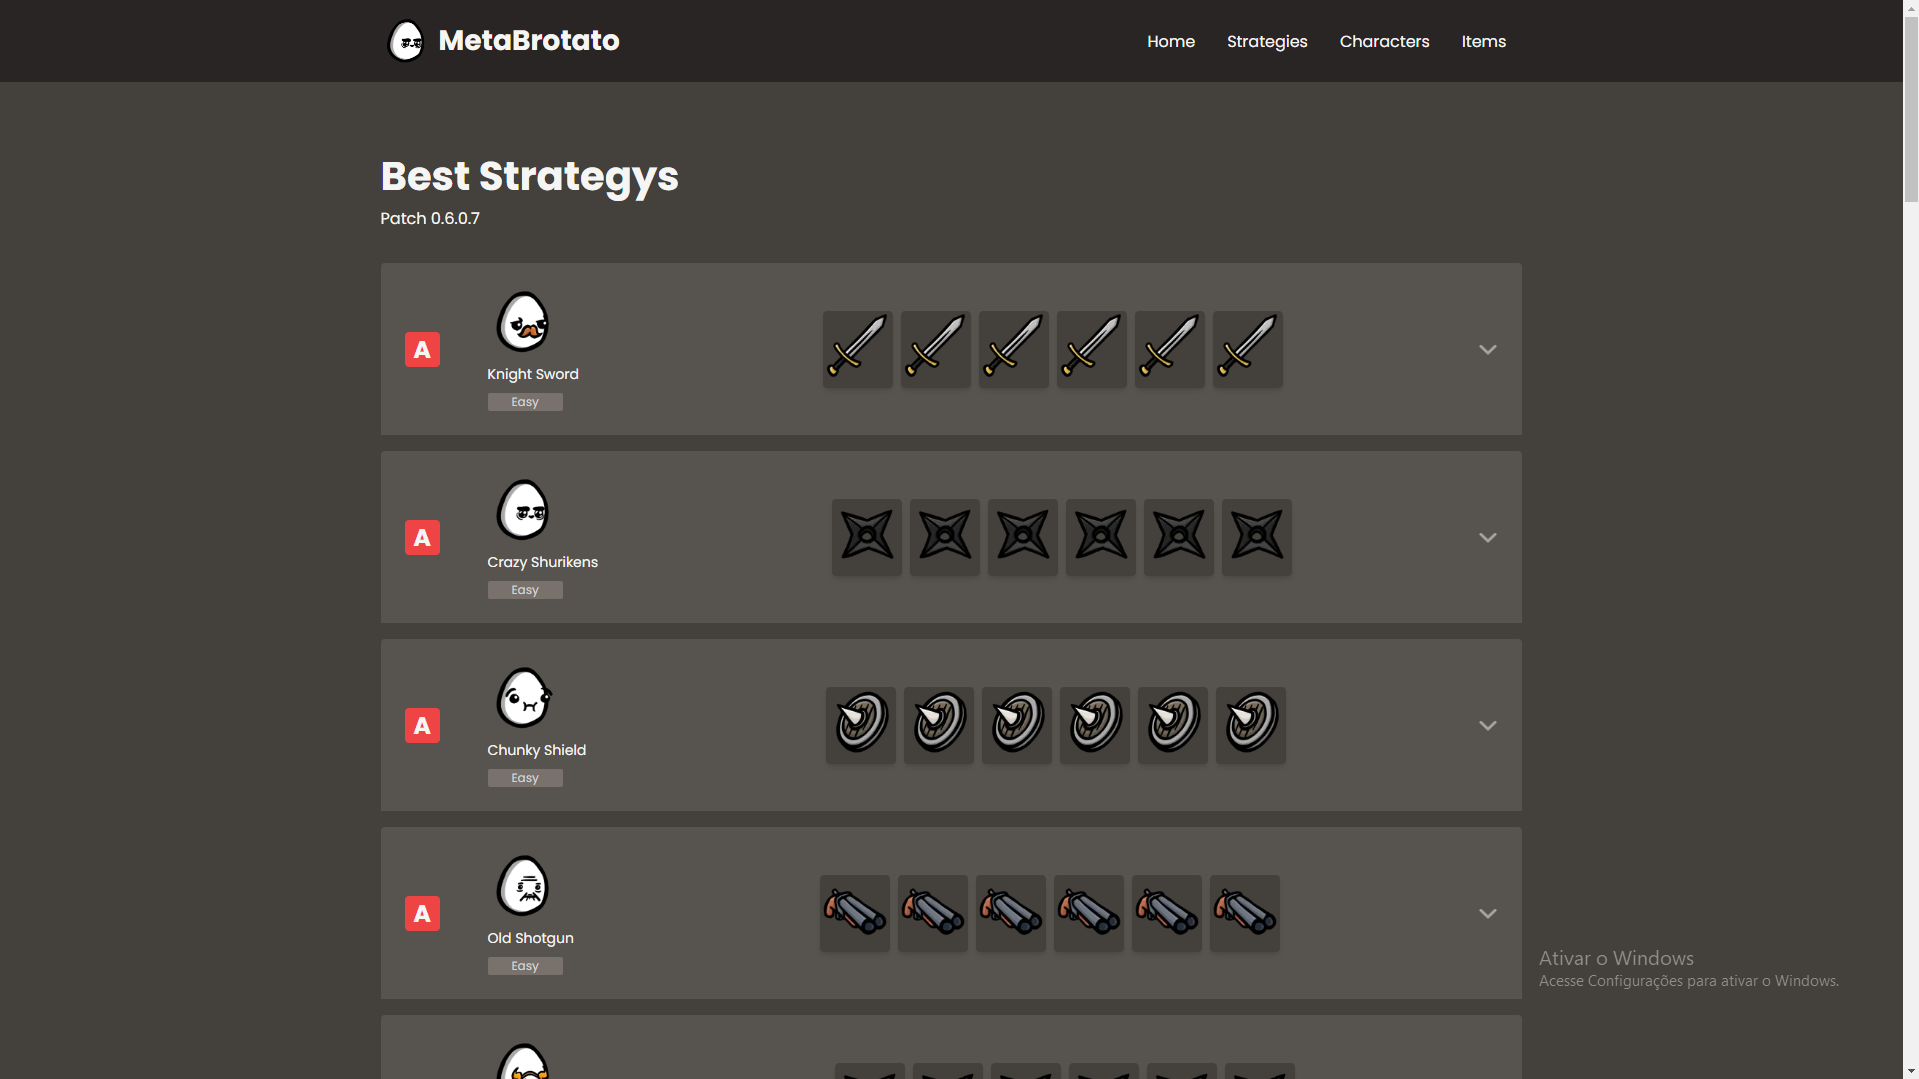 MetaBrotato
Home Strategies Characters Items
Best Strategys
Patch 0.6.0.7
A
Knight Sword
Easy
A
Crazy Shurikens
Easy
A
Chunky Shield
Easy
A
Old Shotgun
Easy
Ativar o Windows
Acesse Configurações para ativar o Windows.